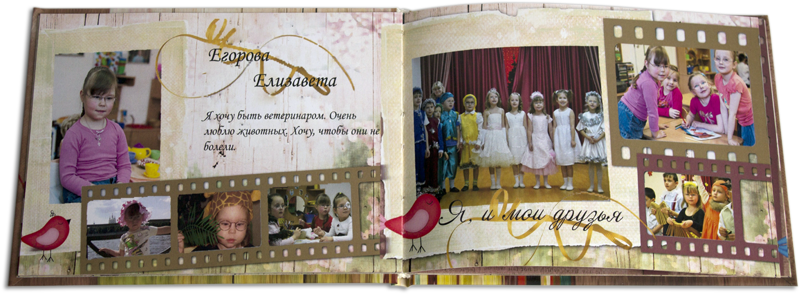 Егорова
Елизавета
Я хочу быть ветеринаром. Очень
люблю животных. Хочу, чтобы они не
болели.
Я, и мои друзья